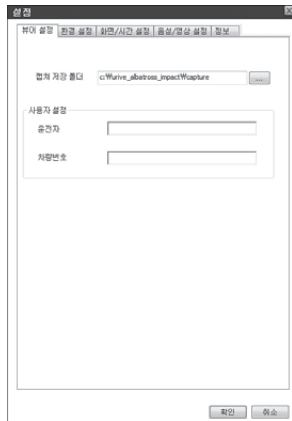 설정
뷰어 설정 환경 설정 화면/시간 설정 음성/영상 설정 정보
캡쳐 저장 폴더 c:₩urive_albatross_impact₩capture ...
사용자 설정
운전자
차량번호
확인 취소